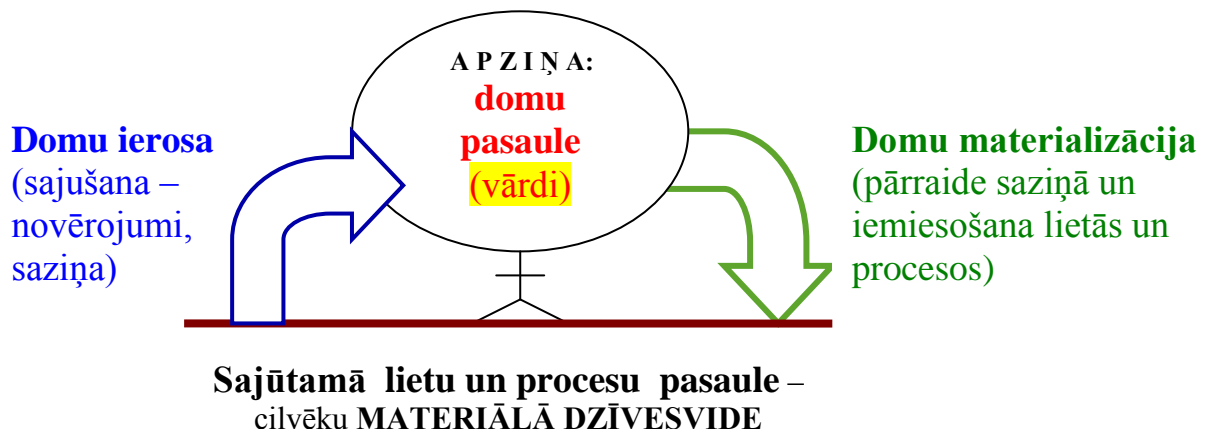 A P Z I Ņ A:
domu
pasaule
(vārdi)
Domu ierosa
(sajušana –
novērojumi,
saziņa)
Domu materializācija
(pārraide saziņā un
iemiesošana lietās un
procesos)
Sajūtamā lietu un procesu pasaule –
cilvēku MATERIĀLĀ DZĪVESVIDE